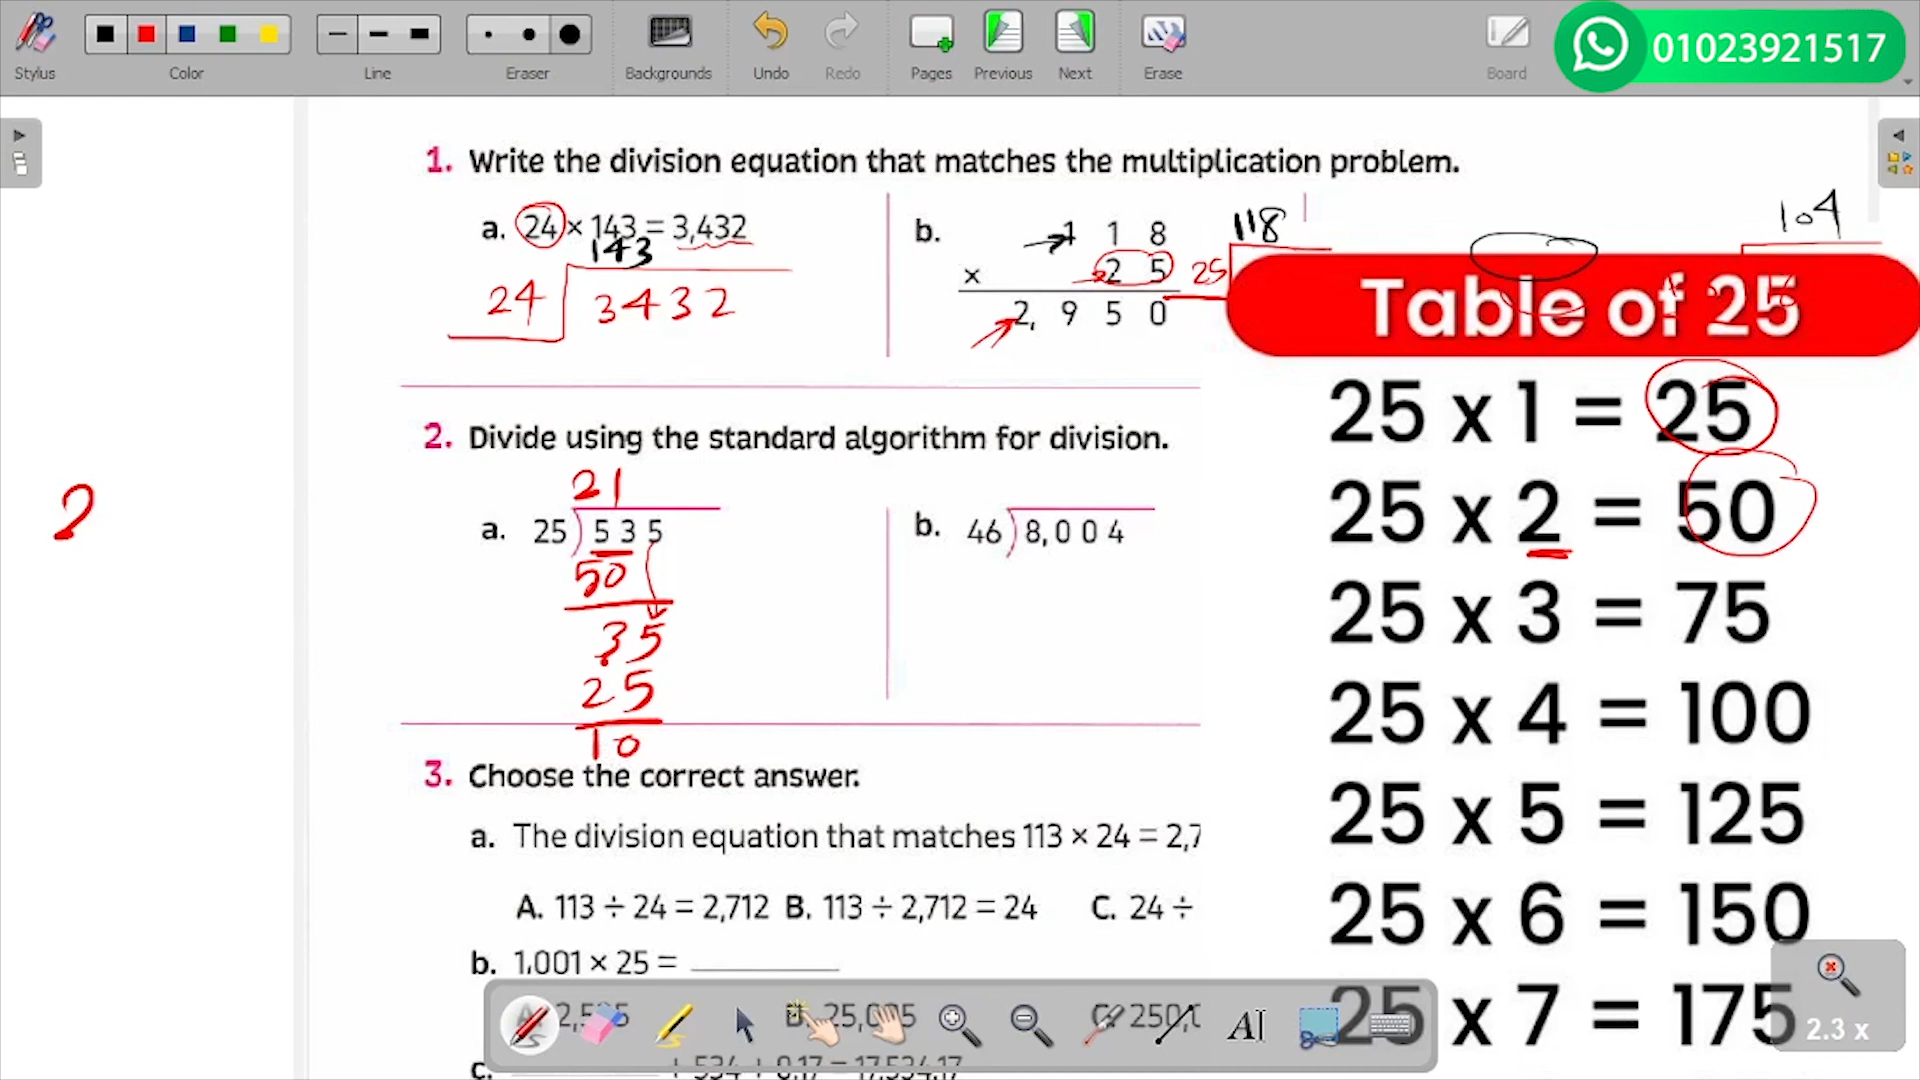 Stylus Color Line Eraser Backgrounds Undo Redo Pages Previous Next Erase Board
01023921517
1. Write the division equation that matches the multiplication problem.
a. 24 × 143 = 3,432
143
24 3432
b. 1 1 8
× 2 5
2, 9 5 0
118
25
104
Table of 25
25 x 1 = 25
25 x 2 = 50
25 x 3 = 75
25 x 4 = 100
25 x 5 = 125
25 x 6 = 150
25 x 7 = 175
2. Divide using the standard algorithm for division.
21
a. 25 ) 5 3 5
50
35
25
10
b. 46 ) 8,0 0 4
2
3. Choose the correct answer.
a. The division equation that matches 113 × 24 = 2,7
A. 113 ÷ 24 = 2,712 B. 113 ÷ 2,712 = 24 C. 24 ÷
b. 1,001 × 25 =
2.3 x